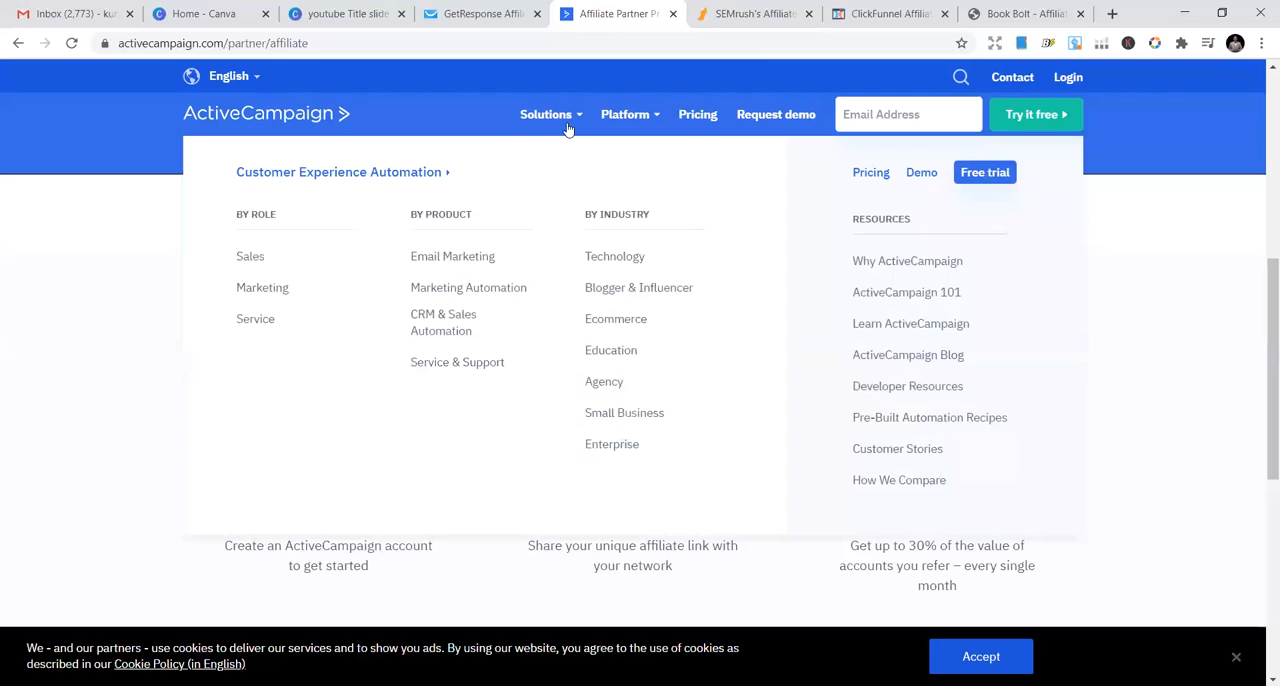 Inbox (2,773) - kur
Home - Canva
youtube Title slide
GetResponse Affili
Affiliate Partner Pr
SEMrush's Affiliate
ClickFunnel Affiliat
Book Bolt - Affiliat
activecampaign.com/partner/affiliate
English
Contact
Login
ActiveCampaign >
Solutions
Platform
Pricing
Request demo
Email Address
Try it free
Customer Experience Automation
Pricing
Demo
Free trial
BY ROLE
Sales
Marketing
Service
BY PRODUCT
Email Marketing
Marketing Automation
CRM & Sales
Automation
Service & Support
BY INDUSTRY
Technology
Blogger & Influencer
Ecommerce
Education
Agency
Small Business
Enterprise
RESOURCES
Why ActiveCampaign
ActiveCampaign 101
Learn ActiveCampaign
ActiveCampaign Blog
Developer Resources
Pre-Built Automation Recipes
Customer Stories
How We Compare
Create an ActiveCampaign account
to get started
Share your unique affiliate link with
your network
Get up to 30% of the value of
accounts you refer – every single
month
We - and our partners - use cookies to deliver our services and to show you ads. By using our website, you agree to the use of cookies as
described in our Cookie Policy (in English)
Accept